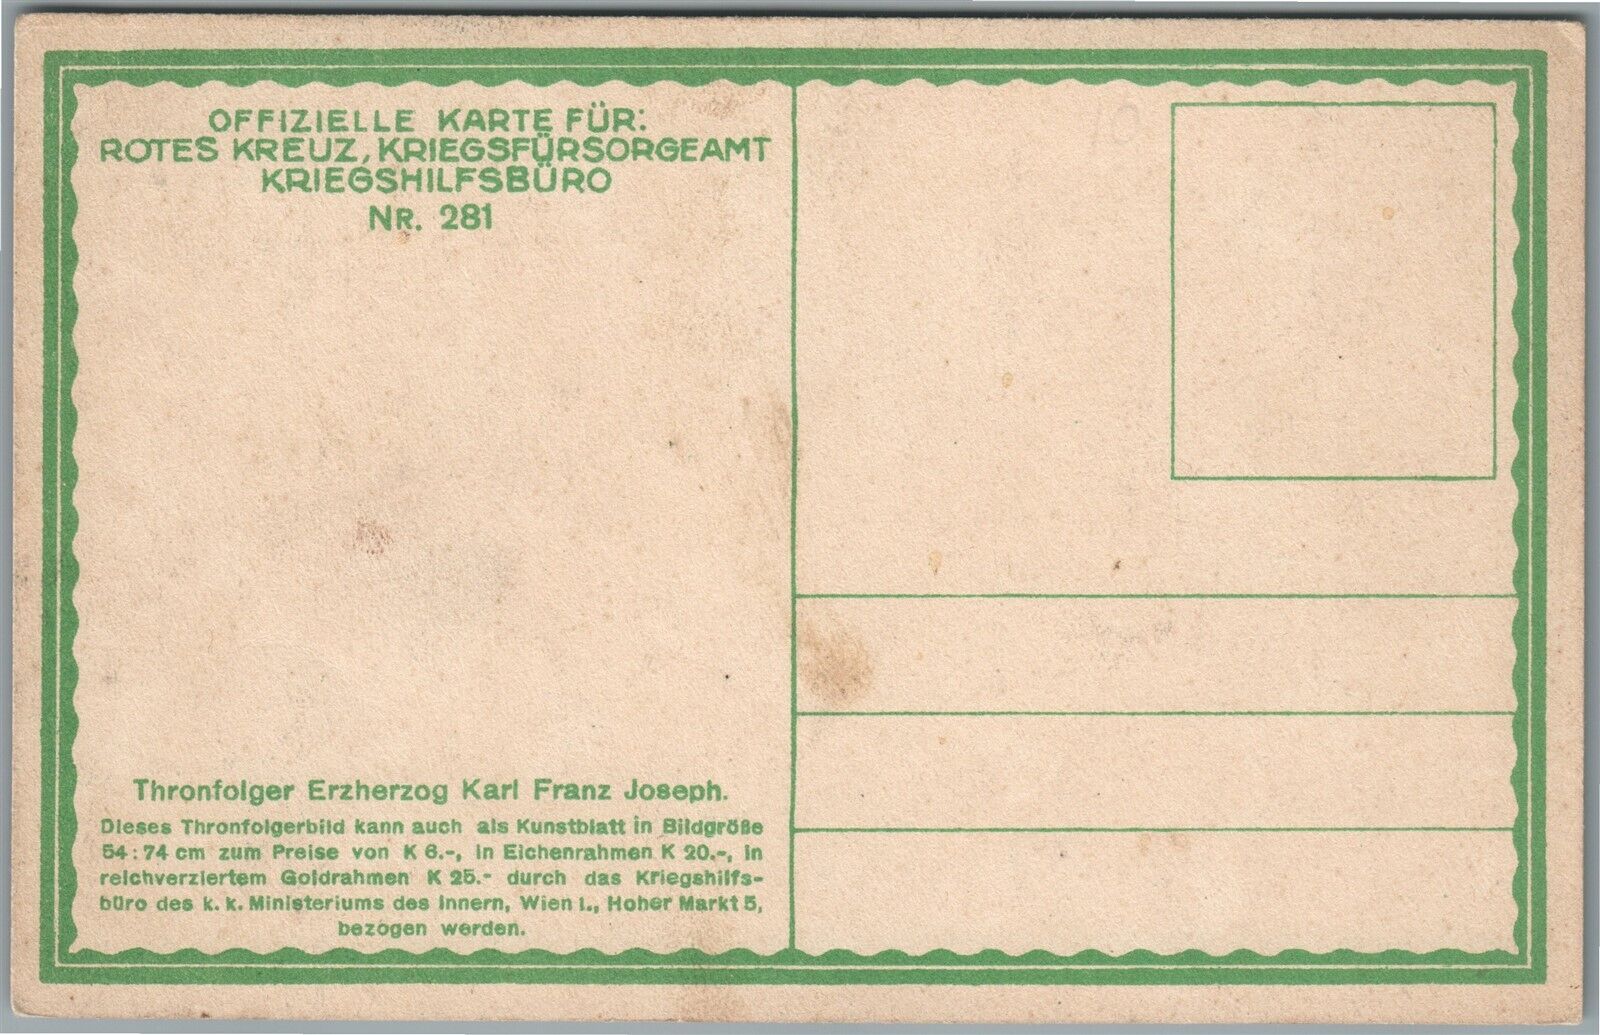 OFFIZIELLE KARTE FÜR:
ROTES KREUZ, KRIEGSFÜRSORGEAMT
KRIEGSHILFSBÜRO
NR. 281
10
Thronfolger Erzherzog Karl Franz Joseph.
Dieses Thronfolgerbild kann auch als Kunstblatt in Bildgröße
54:74 cm zum Preise von K 6.-, in Eichenrahmen K 20.-, in
reichverziertem Goldrahmen K 25.- durch das Kriegshilfs-
büro des k. k. Ministeriums des Innern, Wien I., Hoher Markt 5,
bezogen werden.